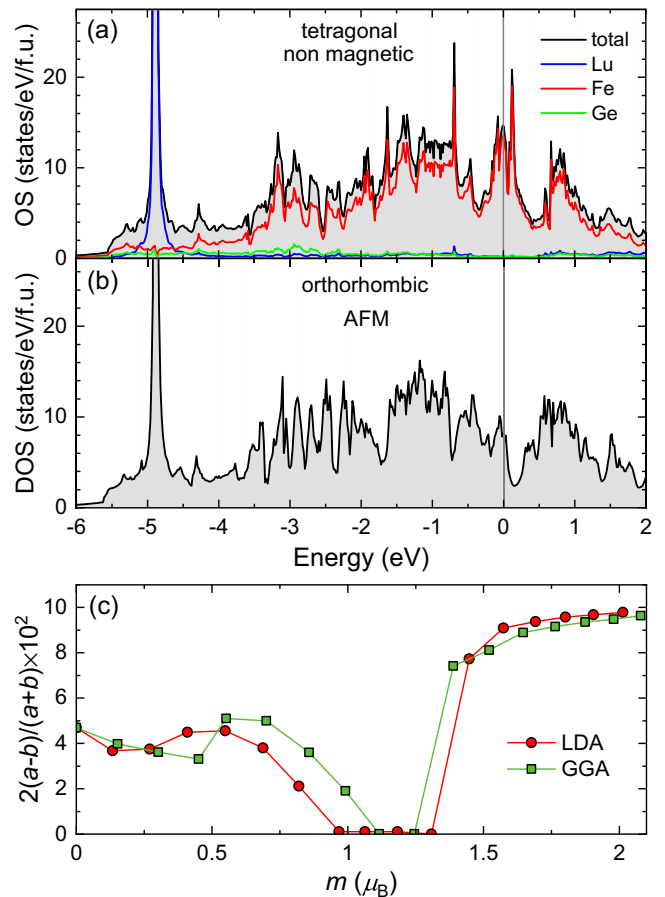 (a) tetragonal
non magnetic
total
Lu
Fe
Ge
OS (states/eV/f.u.)
20
10
0
(b) orthorhombic
AFM
DOS (states/eV/f.u.)
20
10
0
-6 -5 -4 -3 -2 -1 0 1 2
Energy (eV)
(c)
2(a-b)/(a+b)×10²
10
8
6
4
2
0
LDA
GGA
0 0.5 1 1.5 2
m (μB)